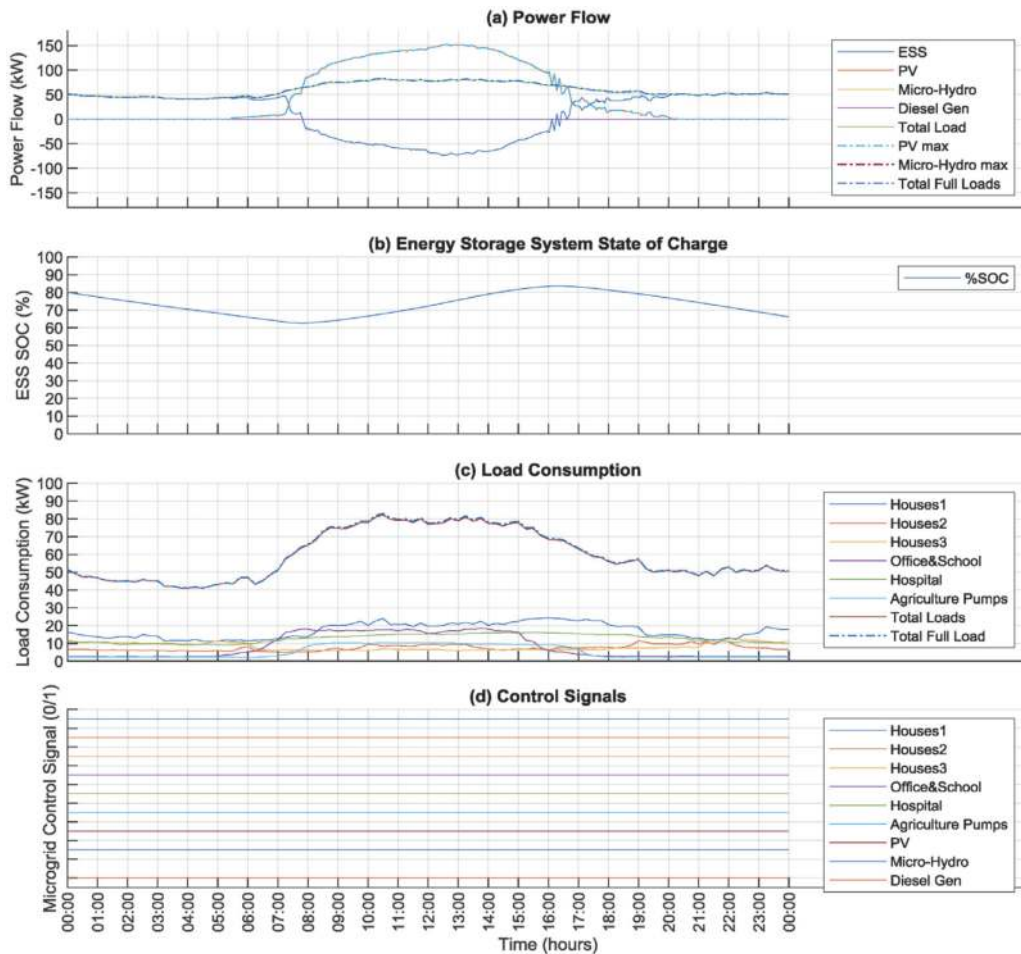 (a) Power Flow
Power Flow (kW)
150
100
50
0
-50
-100
-150
ESS
PV
Micro-Hydro
Diesel Gen
Total Load
PV max
Micro-Hydro max
Total Full Loads
(b) Energy Storage System State of Charge
ESS SOC (%)
100
90
80
70
60
50
40
30
20
10
0
%SOC
(c) Load Consumption
Load Consumption (kW)
100
90
80
70
60
50
40
30
20
10
0
Houses1
Houses2
Houses3
Office&School
Hospital
Agriculture Pumps
Total Loads
Total Full Load
(d) Control Signals
Microgrid Control Signal (0/1)
Houses1
Houses2
Houses3
Office&School
Hospital
Agriculture Pumps
PV
Micro-Hydro
Diesel Gen
00:00 01:00 02:00 03:00 04:00 05:00 06:00 07:00 08:00 09:00 10:00 11:00 12:00 13:00 14:00 15:00 16:00 17:00 18:00 19:00 20:00 21:00 22:00 23:00 00:00
Time (hours)